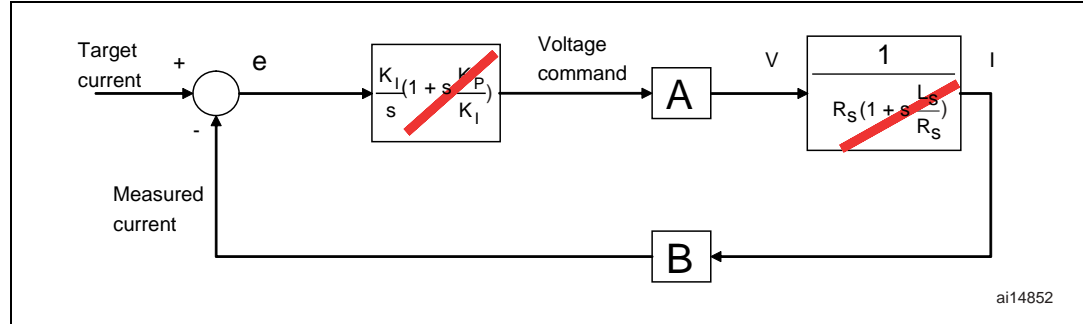 Target
current
+
e
-
K_I/s (1 + s K_P/K_I)
Voltage
command
A
V
1
R_s (1 + s L_s/R_s)
I
Measured
current
B
ai14852